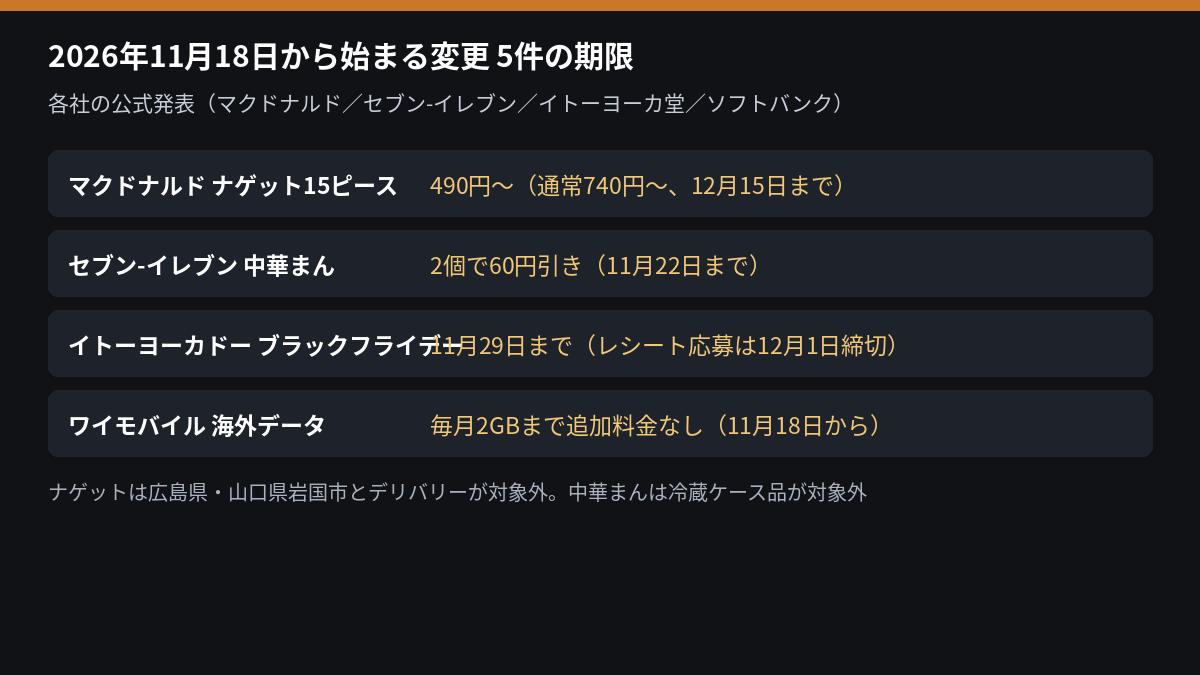 2026年11月18日から始まる変更 5件の期限
各社の公式発表（マクドナルド／セブン-イレブン／イトーヨーカ堂／ソフトバンク）
マクドナルド ナゲット15ピース 490円〜（通常740円〜、12月15日まで）
セブン-イレブン 中華まん 2個で60円引き（11月22日まで）
イトーヨーカドー ブラックフライデー 11月29日まで（レシート応募は12月1日締切）
ワイモバイル 海外データ 毎月2GBまで追加料金なし（11月18日から）
ナゲットは広島県・山口県岩国市とデリバリーが対象外。中華まんは冷蔵ケース品が対象外